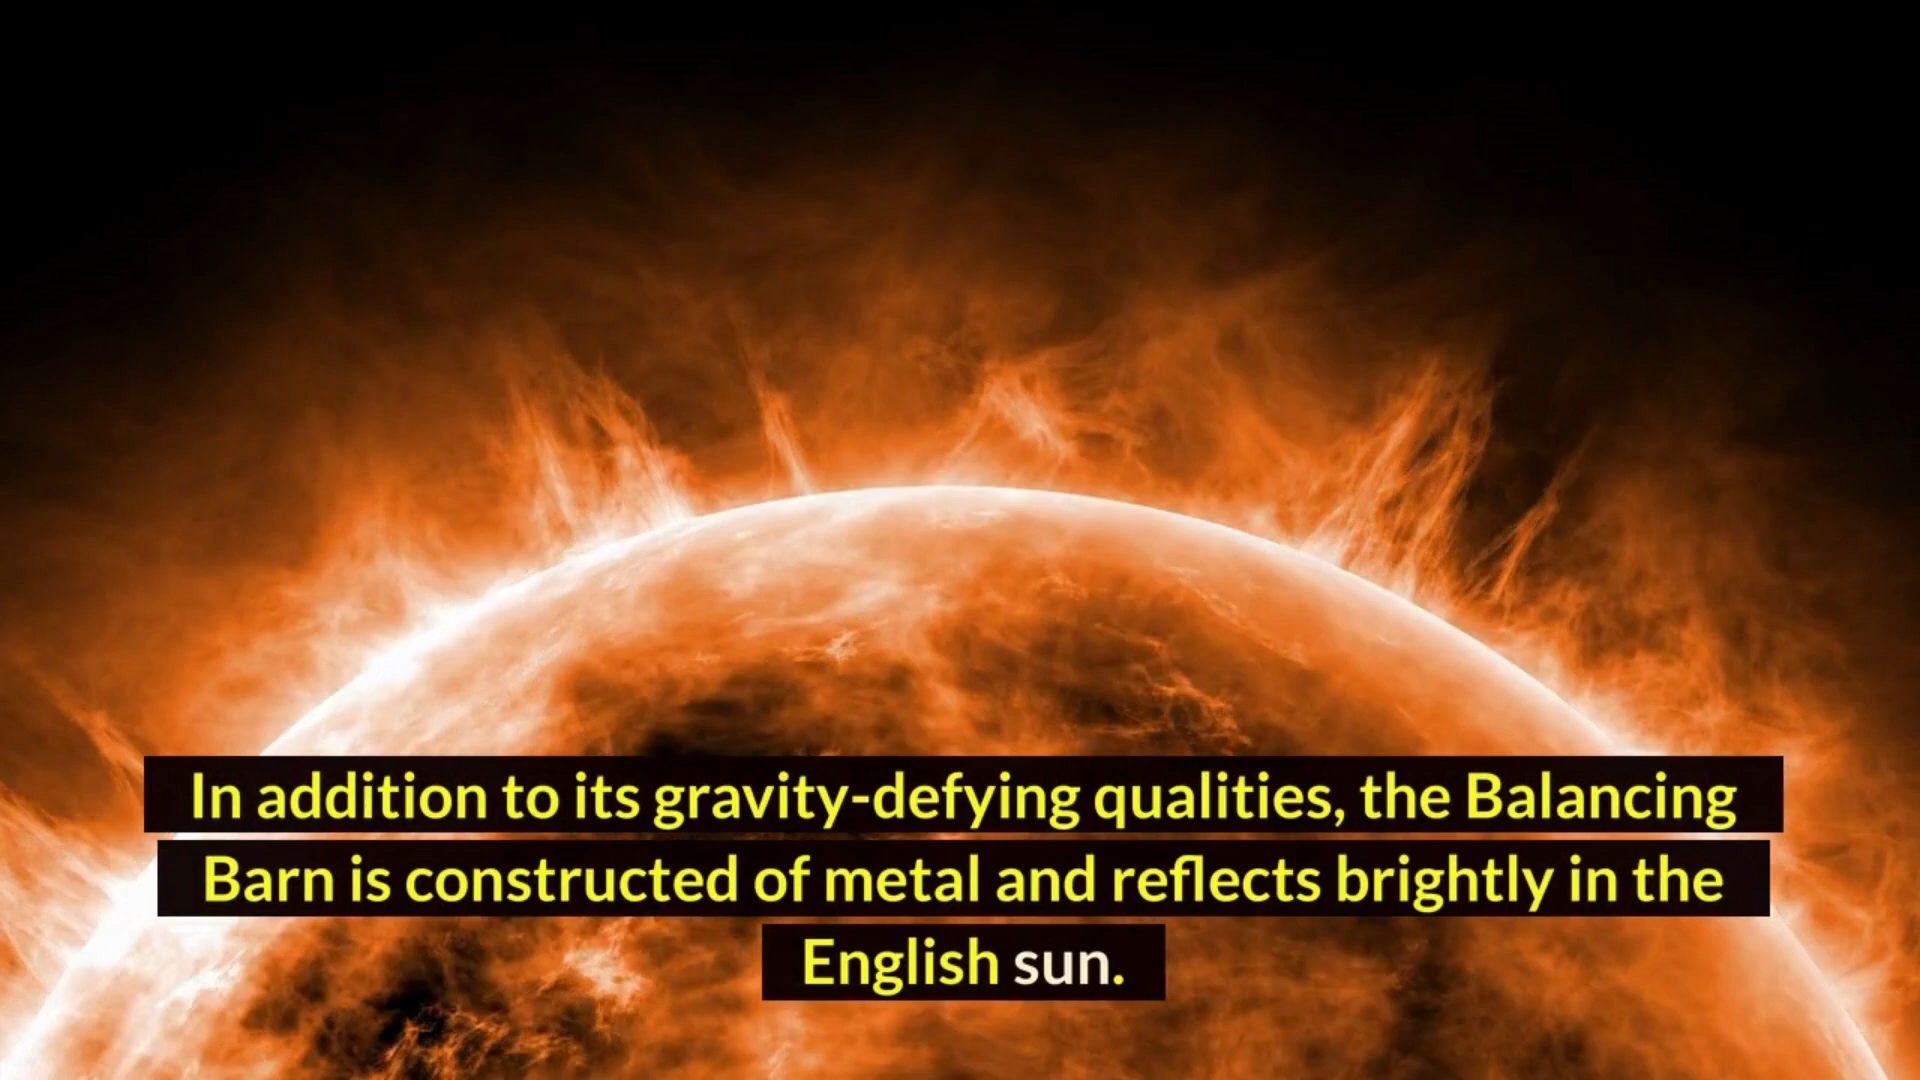 In addition to its gravity-defying qualities, the Balancing
Barn is constructed of metal and reflects brightly in the
English sun.